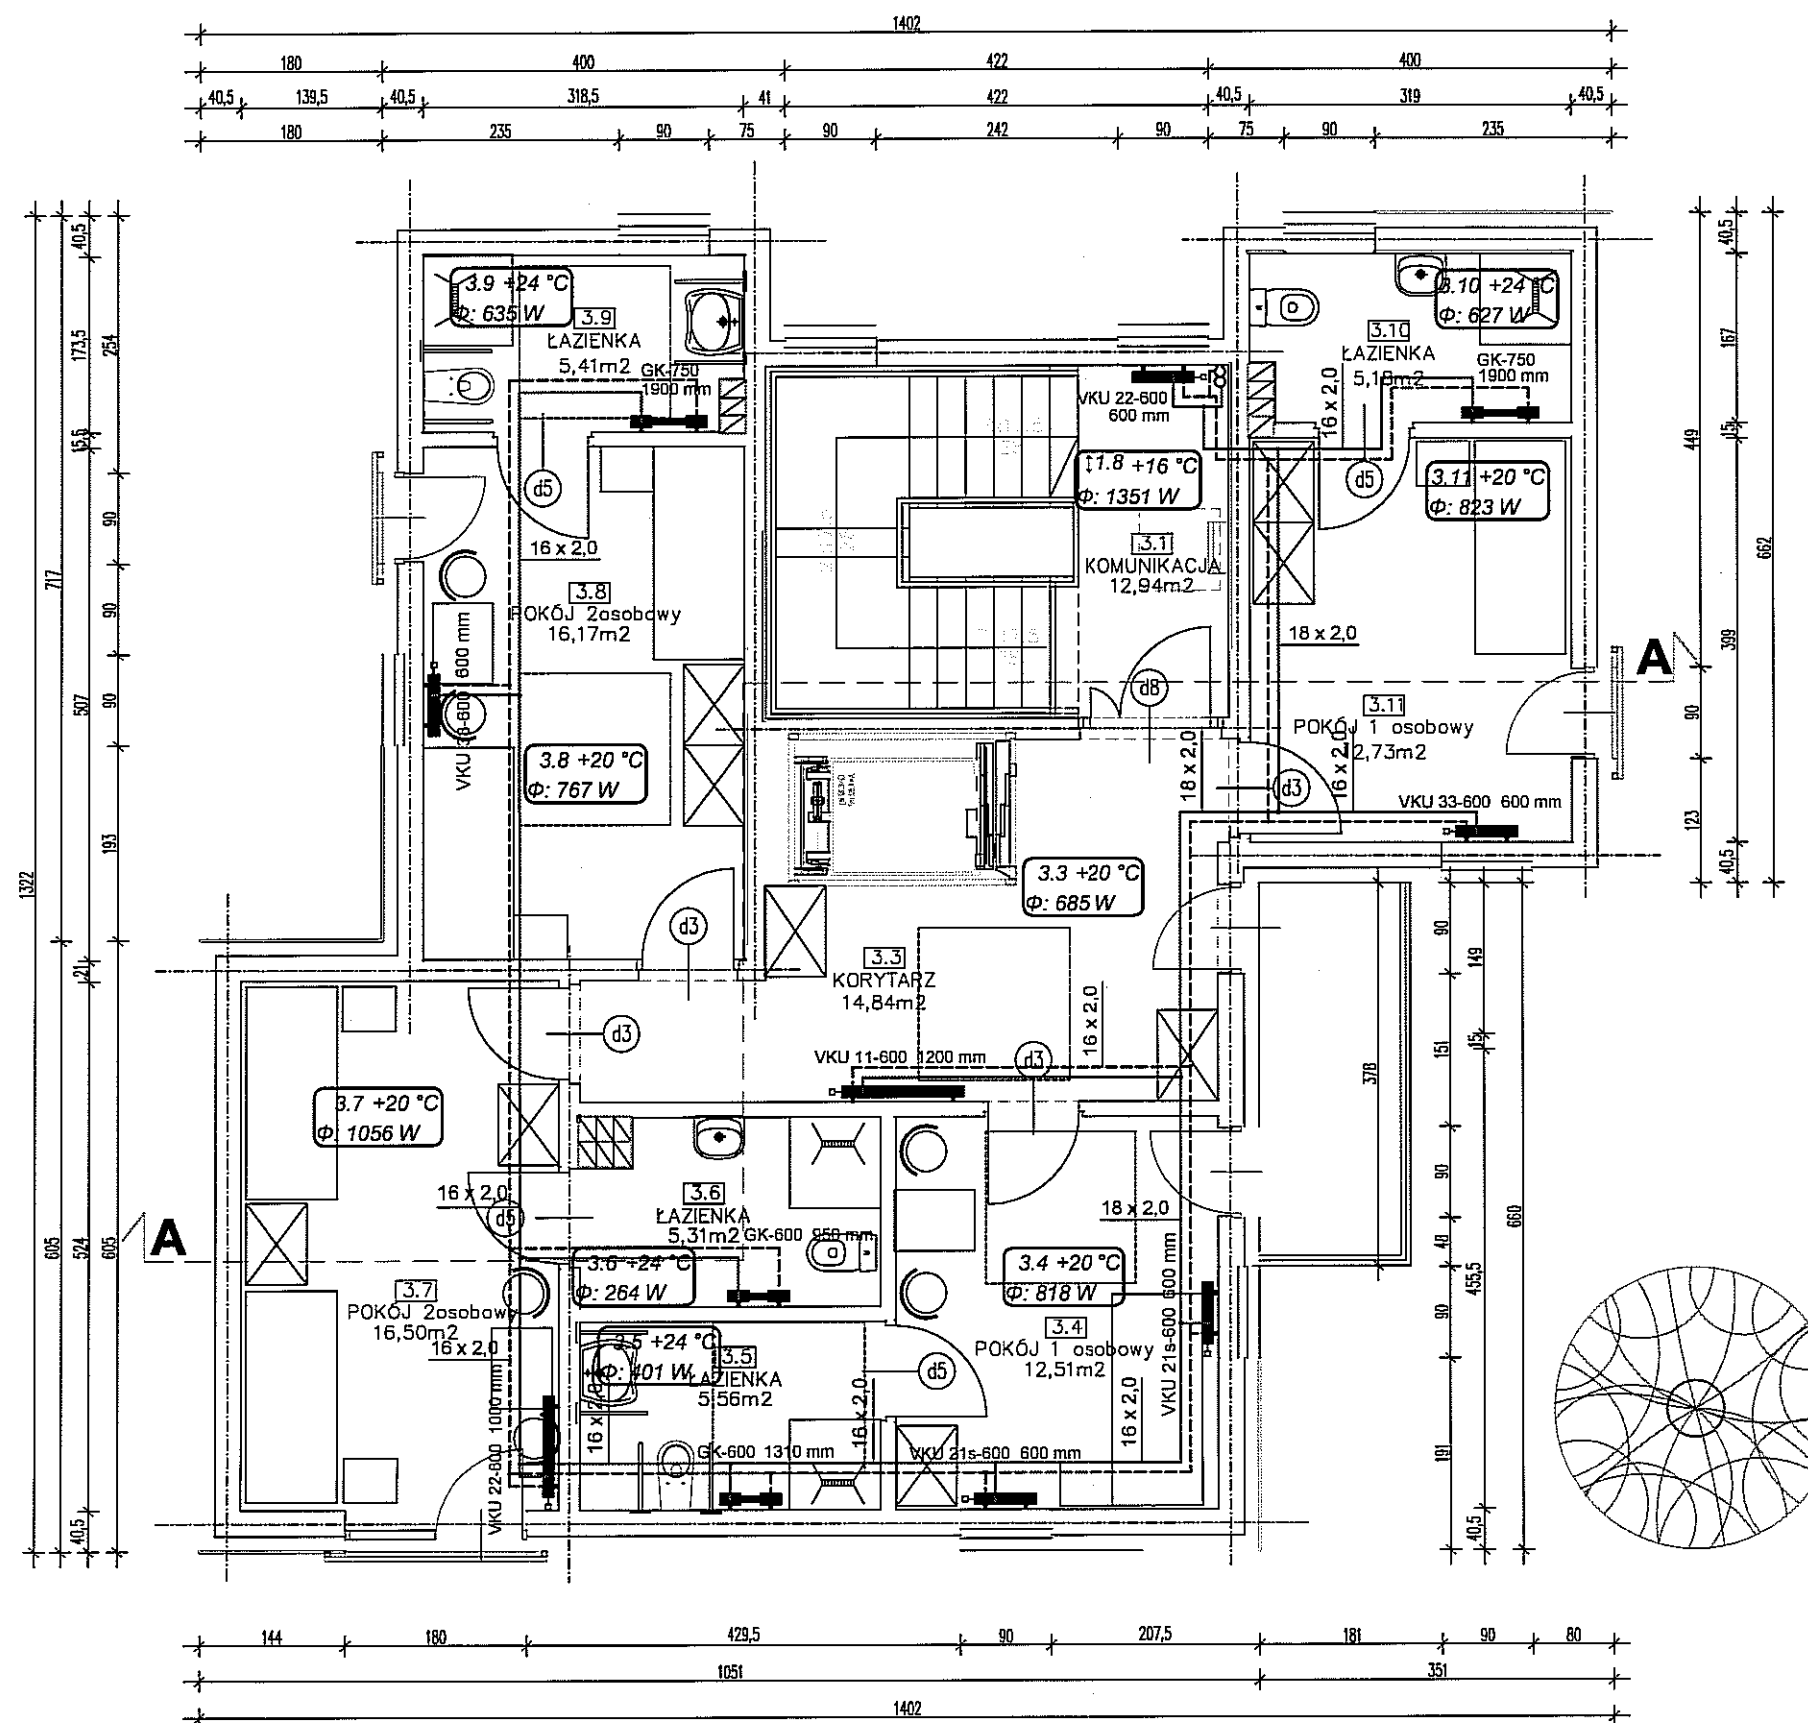 1402
180 400 422 400
40,5 139,5 40,5 318,5 41 422 40,5 319 40,5
180 235 90 75 90 242 90 75 90 235
3.9 +24 °C
Φ: 635 W
3.9
ŁAZIENKA
5,41m2
GK-750
1900 mm
3.10 +24 °C
Φ: 627 W
3.10
ŁAZIENKA
GK-750
1900 mm
16 x 2,0
VKU 22-600
600 mm
1.8 +16 °C
Φ: 1351 W
3.1
KOMUNIKACJA
12,94m2
d5
d5
3.11 +20 °C
Φ: 823 W
16 x 2,0
3.8
POKÓJ 2osobowy
16,17m2
18 x 2,0
A
d8
3.11
POKÓJ 1 osobowy
2,73m2
600 mm
3.8 +20 °C
Φ: 767 W
18 x 2,0
16 x 2,0
d3
VKU 33-600 600 mm
3.3 +20 °C
Φ: 685 W
d3
3.3
KORYTARZ
14,84m2
d3
16 x 2,0
VKU 11-600 1200 mm
d3
3.7 +20 °C
Φ: 1056 W
16 x 2,0
d5
3.6
ŁAZIENKA
5,31m2
GK-600 950 mm
18 x 2,0
A
3.6 +24 °C
Φ: 264 W
3.4 +20 °C
Φ: 818 W
3.7
POKÓJ 2osobowy
16,50m2
16 x 2,0
3.5 +24 °C
Φ: 401 W
3.5
ŁAZIENKA
5,56m2
d5
3.4
POKÓJ 1 osobowy
12,51m2
VKU 21s-600 600 mm
16 x 2,0
16 x 2,0
16 x 2,0
VKU 22-600 1000 mm
GK-600 1310 mm
VKU 21s-600 600 mm
1322
717 605
40,5 173,5 15,5 507 21 524 40,5
254 90 90 90 193 605
449 90 123
40,5 167 15 399 40,5
662
90 151 90 48 90 191
149 15 455,5 40,5
660
378
144 180 429,5 90 207,5 181 90 80
1051 351
1402